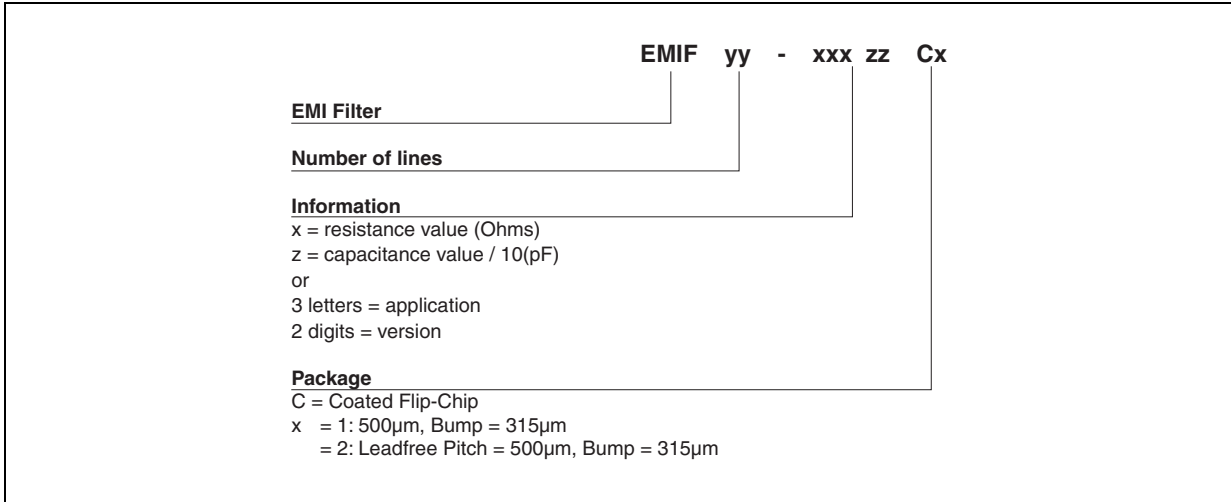 EMIF yy - xxx zz Cx
EMI Filter
Number of lines
Information
x = resistance value (Ohms)
z = capacitance value / 10(pF)
or
3 letters = application
2 digits = version
Package
C = Coated Flip-Chip
x = 1: 500µm, Bump = 315µm
= 2: Leadfree Pitch = 500µm, Bump = 315µm